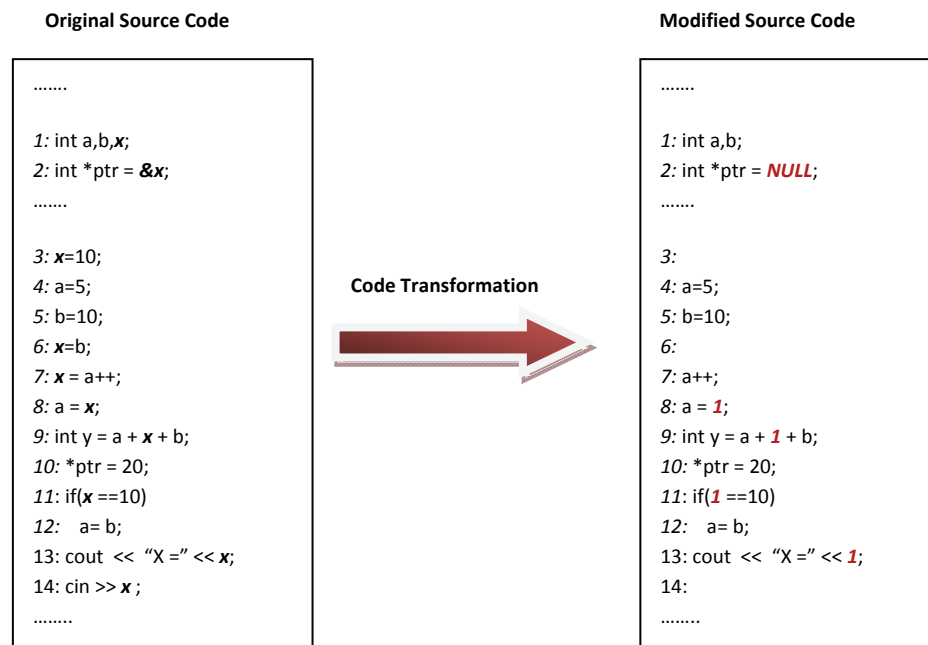 Original Source Code
…….
1: int a,b,x;
2: int *ptr = &x;
…….
3: x=10;
4: a=5;
5: b=10;
6: x=b;
7: x = a++;
8: a = x;
9: int y = a + x + b;
10: *ptr = 20;
11: if(x ==10)
12: a= b;
13: cout << “X =” << x;
14: cin >> x ;
……..
Code Transformation
Modified Source Code
…….
1: int a,b;
2: int *ptr = NULL;
…….
3:
4: a=5;
5: b=10;
6:
7: a++;
8: a = 1;
9: int y = a + 1 + b;
10: *ptr = 20;
11: if(1 ==10)
12: a= b;
13: cout << “X =” << 1;
14:
……..